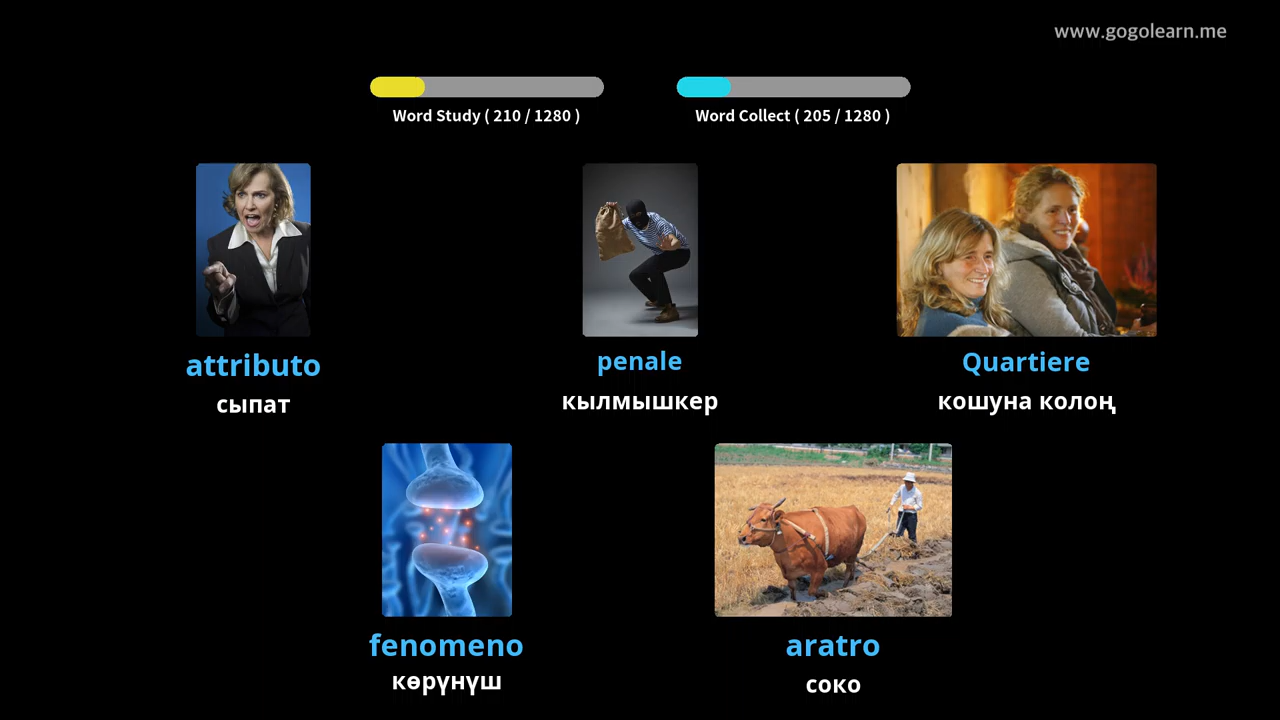 www.gogolearn.me
Word Study ( 210 / 1280 )
Word Collect ( 205 / 1280 )
attributo
сыпат
penale
кылмышкер
Quartiere
кошуна колоң
fenomeno
көрүнүш
aratro
соко